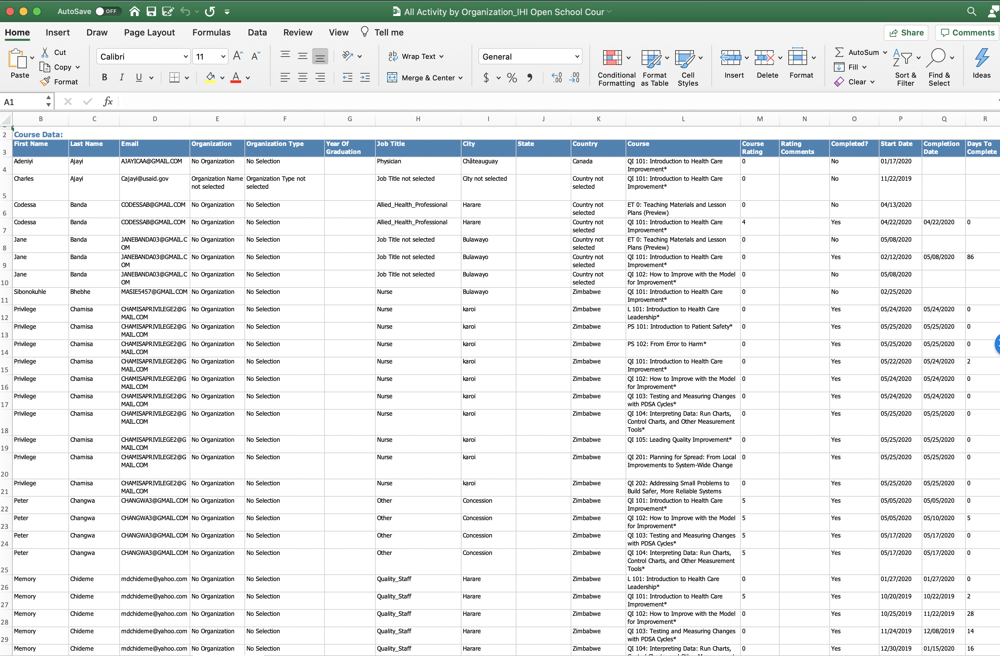 AutoSave OFF All Activity by Organization_IHI Open School Cour
Home Insert Draw Page Layout Formulas Data Review View Tell me Share Comments
Paste Cut Copy Format Calibri 11 Wrap Text Merge & Center General Conditional Formatting Format as Table Cell Styles Insert Delete Format AutoSum Fill Clear Sort & Filter Find & Select Ideas
A1 fx
B C D E F G H I J K L M N O P Q R
2 Course Data:
3 First Name Last Name Email Organization Organization Type Year Of Graduation Job Title City State Country Course Course Rating Rating Comments Completed? Start Date Completion Date Days To Complete
4 Adeniyi Ajayi AJAYICAA@GMAIL.COM No Organization No Selection Physician Châteauguay Canada QI 101: Introduction to Health Care Improvement* 0 No 01/17/2020
5 Charles Ajayi Cajayi@usaid.gov Organization Name not selected Organization Type not selected Job Title not selected City not selected Country not selected QI 101: Introduction to Health Care Improvement* 0 No 11/22/2019
6 Codessa Banda CODESSAB@GMAIL.COM No Organization No Selection Allied_Health_Professional Harare Country not selected ET 0: Teaching Materials and Lesson Plans (Preview) 0 No 04/13/2020
7 Codessa Banda CODESSAB@GMAIL.COM No Organization No Selection Allied_Health_Professional Harare Country not selected QI 101: Introduction to Health Care Improvement* 4 Yes 04/22/2020 04/22/2020 0
8 Jane Banda JANEBANDA03@GMAIL.COM No Organization No Selection Job Title not selected Bulawayo Country not selected ET 0: Teaching Materials and Lesson Plans (Preview) 0 No 05/08/2020
9 Jane Banda JANEBANDA03@GMAIL.COM No Organization No Selection Job Title not selected Bulawayo Country not selected QI 101: Introduction to Health Care Improvement* 0 Yes 02/12/2020 05/08/2020 86
10 Jane Banda JANEBANDA03@GMAIL.COM No Organization No Selection Job Title not selected Bulawayo Country not selected QI 102: How to Improve with the Model for Improvement* 0 No 05/08/2020
11 Sibonokuhle Bhebhe MASIE5457@GMAIL.COM No Organization No Selection Nurse Bulawayo Zimbabwe QI 101: Introduction to Health Care Improvement* 0 No 02/25/2020
12 Privilege Chamisa CHAMISAPRIVILEGE2@GMAIL.COM No Organization No Selection Nurse karoi Zimbabwe L 101: Introduction to Health Care Leadership* 0 Yes 05/24/2020 05/24/2020 0
13 Privilege Chamisa CHAMISAPRIVILEGE2@GMAIL.COM No Organization No Selection Nurse karoi Zimbabwe PS 101: Introduction to Patient Safety* 0 Yes 05/25/2020 05/25/2020 0
14 Privilege Chamisa CHAMISAPRIVILEGE2@GMAIL.COM No Organization No Selection Nurse karoi Zimbabwe PS 102: From Error to Harm* 0 Yes 05/25/2020 05/25/2020 0
15 Privilege Chamisa CHAMISAPRIVILEGE2@GMAIL.COM No Organization No Selection Nurse karoi Zimbabwe QI 101: Introduction to Health Care Improvement* 0 Yes 05/22/2020 05/24/2020 2
16 Privilege Chamisa CHAMISAPRIVILEGE2@GMAIL.COM No Organization No Selection Nurse karoi Zimbabwe QI 102: How to Improve with the Model for Improvement* 0 Yes 05/24/2020 05/24/2020 0
17 Privilege Chamisa CHAMISAPRIVILEGE2@GMAIL.COM No Organization No Selection Nurse karoi Zimbabwe QI 103: Testing and Measuring Changes with PDSA Cycles* 0 Yes 05/24/2020 05/24/2020 0
18 Privilege Chamisa CHAMISAPRIVILEGE2@GMAIL.COM No Organization No Selection Nurse karoi Zimbabwe QI 104: Interpreting Data: Run Charts, Control Charts, and Other Measurement Tools* 0 Yes 05/25/2020 05/25/2020 0
19 Privilege Chamisa CHAMISAPRIVILEGE2@GMAIL.COM No Organization No Selection Nurse karoi Zimbabwe QI 105: Leading Quality Improvement* 0 Yes 05/25/2020 05/25/2020 0
20 Privilege Chamisa CHAMISAPRIVILEGE2@GMAIL.COM No Organization No Selection Nurse karoi Zimbabwe QI 201: Planning for Spread: From Local Improvements to System-Wide Change 0 Yes 05/25/2020 05/25/2020 0
21 Privilege Chamisa CHAMISAPRIVILEGE2@GMAIL.COM No Organization No Selection Nurse karoi Zimbabwe QI 202: Addressing Small Problems to Build Safer, More Reliable Systems 0 Yes 05/25/2020 05/25/2020 0
22 Peter Changwa CHANGWA3@GMAIL.COM No Organization No Selection Other Concession Zimbabwe QI 101: Introduction to Health Care Improvement* 5 Yes 05/05/2020 05/05/2020 0
23 Peter Changwa CHANGWA3@GMAIL.COM No Organization No Selection Other Concession Zimbabwe QI 102: How to Improve with the Model for Improvement* 5 Yes 05/05/2020 05/10/2020 5
24 Peter Changwa CHANGWA3@GMAIL.COM No Organization No Selection Other Concession Zimbabwe QI 103: Testing and Measuring Changes with PDSA Cycles* 5 Yes 05/17/2020 05/17/2020 0
25 Peter Changwa CHANGWA3@GMAIL.COM No Organization No Selection Other Concession Zimbabwe QI 104: Interpreting Data: Run Charts, Control Charts, and Other Measurement Tools* 5 Yes 05/17/2020 05/17/2020 0
26 Memory Chideme mdchideme@yahoo.com No Organization No Selection Quality_Staff Harare Zimbabwe L 101: Introduction to Health Care Leadership* 0 Yes 01/27/2020 01/27/2020 0
27 Memory Chideme mdchideme@yahoo.com No Organization No Selection Quality_Staff Harare Zimbabwe QI 101: Introduction to Health Care Improvement* 5 Yes 10/20/2019 10/22/2019 2
28 Memory Chideme mdchideme@yahoo.com No Organization No Selection Quality_Staff Harare Zimbabwe QI 102: How to Improve with the Model for Improvement* 0 Yes 10/25/2019 11/22/2019 28
29 Memory Chideme mdchideme@yahoo.com No Organization No Selection Quality_Staff Harare Zimbabwe QI 103: Testing and Measuring Changes with PDSA Cycles* 0 Yes 11/24/2019 12/08/2019 14
Memory Chideme mdchideme@yahoo.com No Organization No Selection Quality_Staff Harare Zimbabwe QI 104: Interpreting Data: Run Charts, 0 Yes 12/30/2019 01/15/2020 16